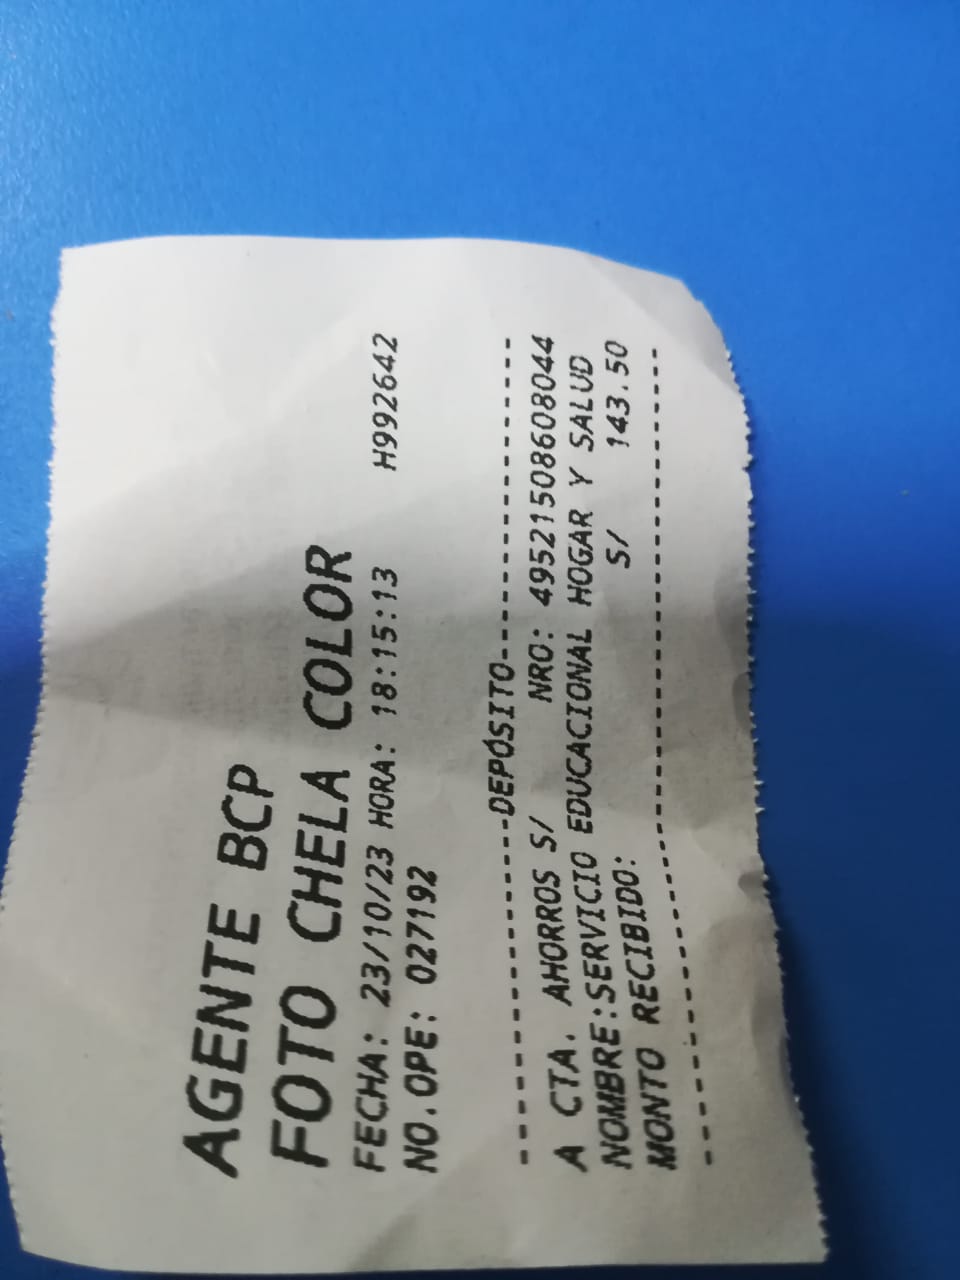 AGENTE BCP
FOTO CHELA COLOR
FECHA: 23/10/23 HORA: 18:15:13 H992642
NO.OPE: 027192
----------------DEPÓSITO----------------
A CTA. AHORROS S/ NRO: 49521508608044
NOMBRE:SERVICIO EDUCACIONAL HOGAR Y SALUD
MONTO RECIBIDO: S/ 143.50
----------------------------------------